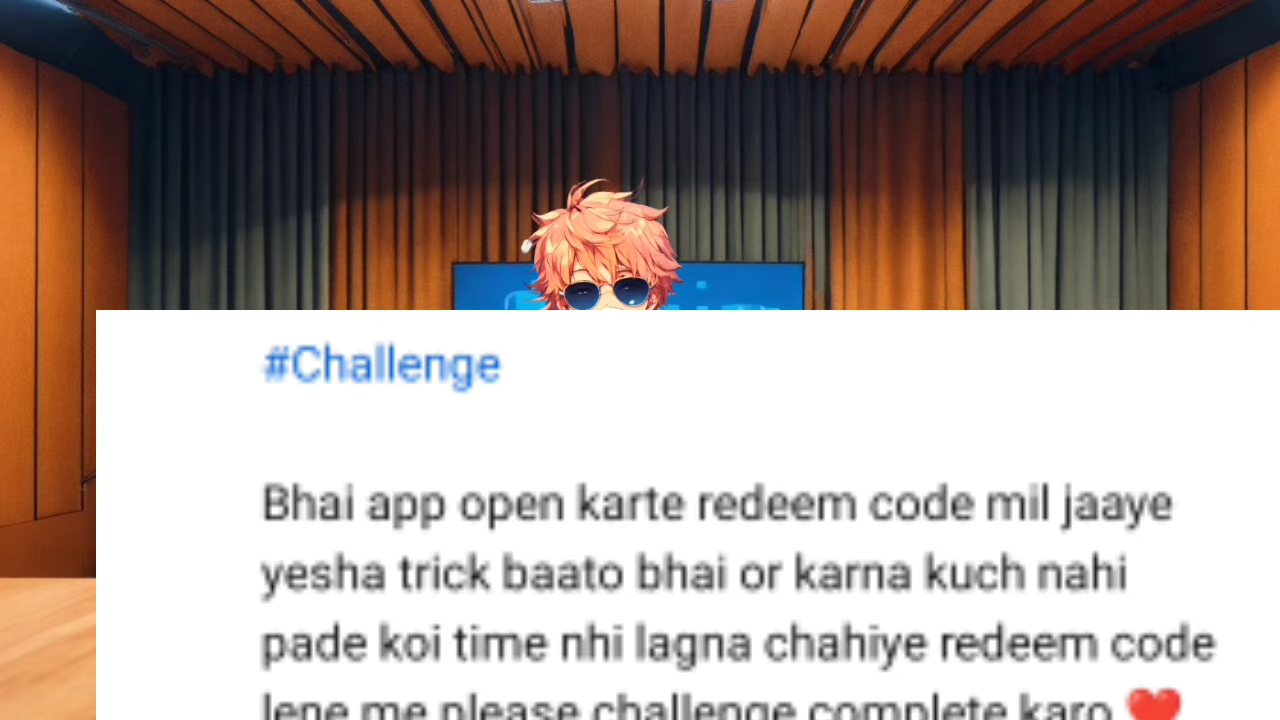 #Challenge
Bhai app open karte redeem code mil jaaye
yesha trick baato bhai or karna kuch nahi
pade koi time nhi lagna chahiye redeem code
lene me please challenge complete karo ❤️